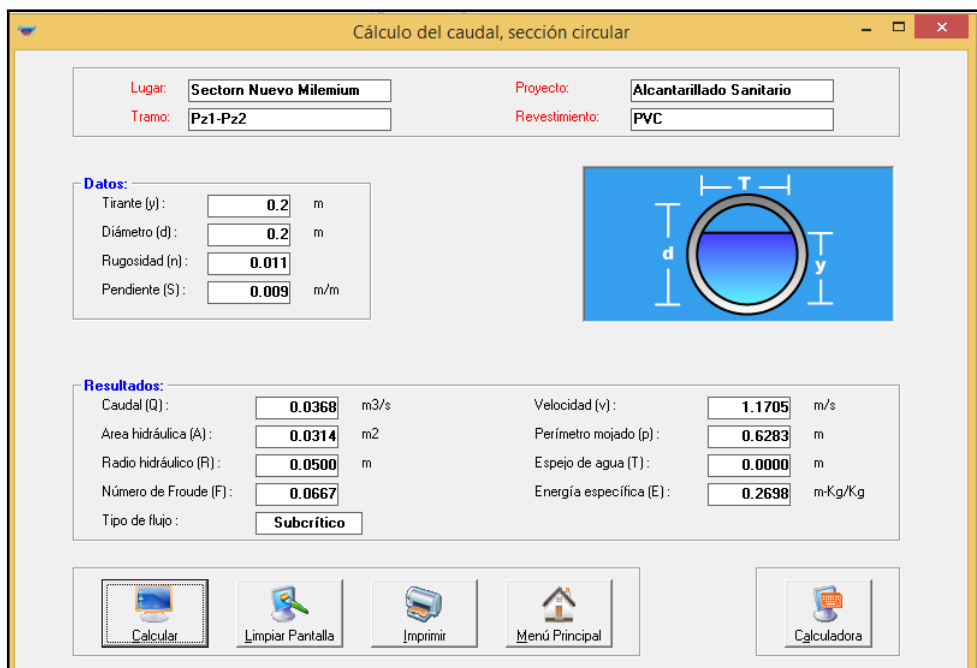 Cálculo del caudal, sección circular
Lugar: Sectorn Nuevo Milemium Proyecto: Alcantarillado Sanitario
Tramo: Pz1-Pz2 Revestimiento: PVC
Datos:
Tirante (y) : 0.2 m
Diámetro (d) : 0.2 m
Rugosidad (n) : 0.011
Pendiente (S) : 0.009 m/m
T
d
y
Resultados:
Caudal (Q) : 0.0368 m3/s Velocidad (v) : 1.1705 m/s
Area hidráulica (A) : 0.0314 m2 Perímetro mojado (p) : 0.6283 m
Radio hidráulico (R) : 0.0500 m Espejo de agua (T) : 0.0000 m
Número de Froude (F) : 0.0667 Energía específica (E) : 0.2698 m-Kg/Kg
Tipo de flujo : Subcrítico
Calcular Limpiar Pantalla Imprimir Menú Principal Calculadora